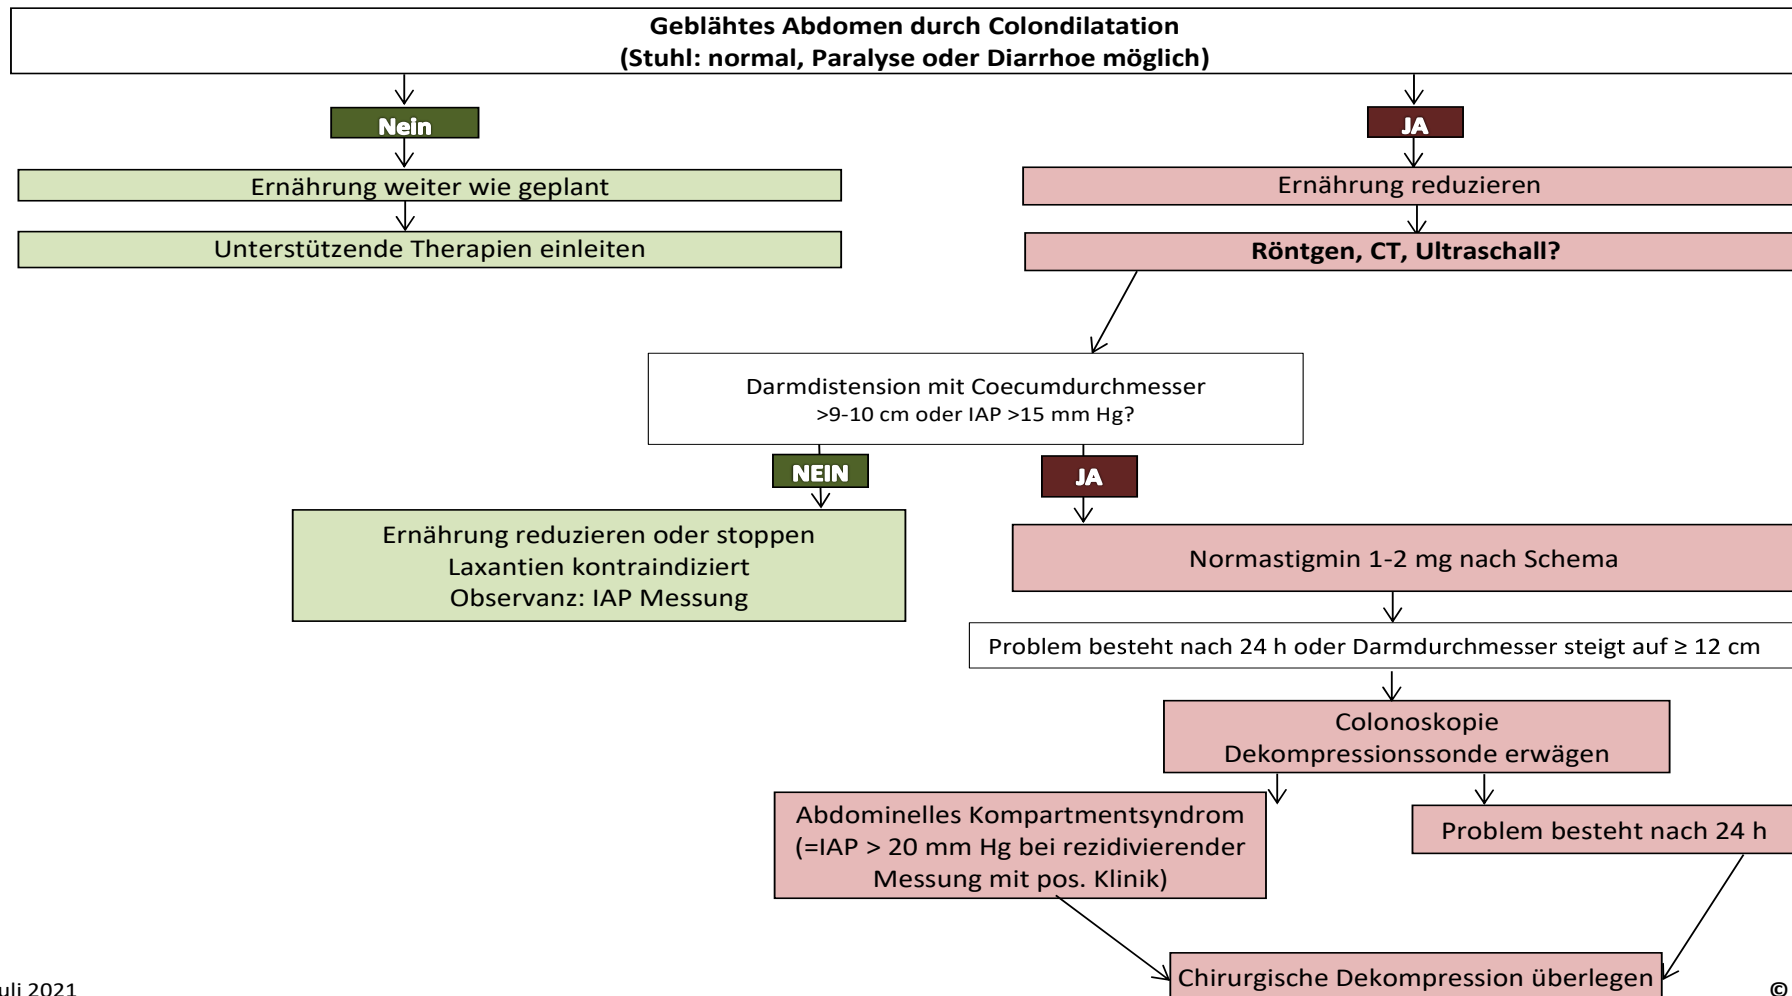 Geblähtes Abdomen durch Colondilatation
(Stuhl: normal, Paralyse oder Diarrhoe möglich)
Nein
JA
Ernährung weiter wie geplant
Ernährung reduzieren
Unterstützende Therapien einleiten
Röntgen, CT, Ultraschall?
Darmdistension mit Coecumdurchmesser
>9-10 cm oder IAP >15 mm Hg?
NEIN
JA
Ernährung reduzieren oder stoppen
Laxantien kontraindiziert
Observanz: IAP Messung
Normastigmin 1-2 mg nach Schema
Problem besteht nach 24 h oder Darmdurchmesser steigt auf ≥ 12 cm
Colonoskopie
Dekompressionssonde erwägen
Abdominelles Kompartmentsyndrom
(=IAP > 20 mm Hg bei rezidivierender
Messung mit pos. Klinik)
Problem besteht nach 24 h
Chirurgische Dekompression überlegen
uli 2021
©